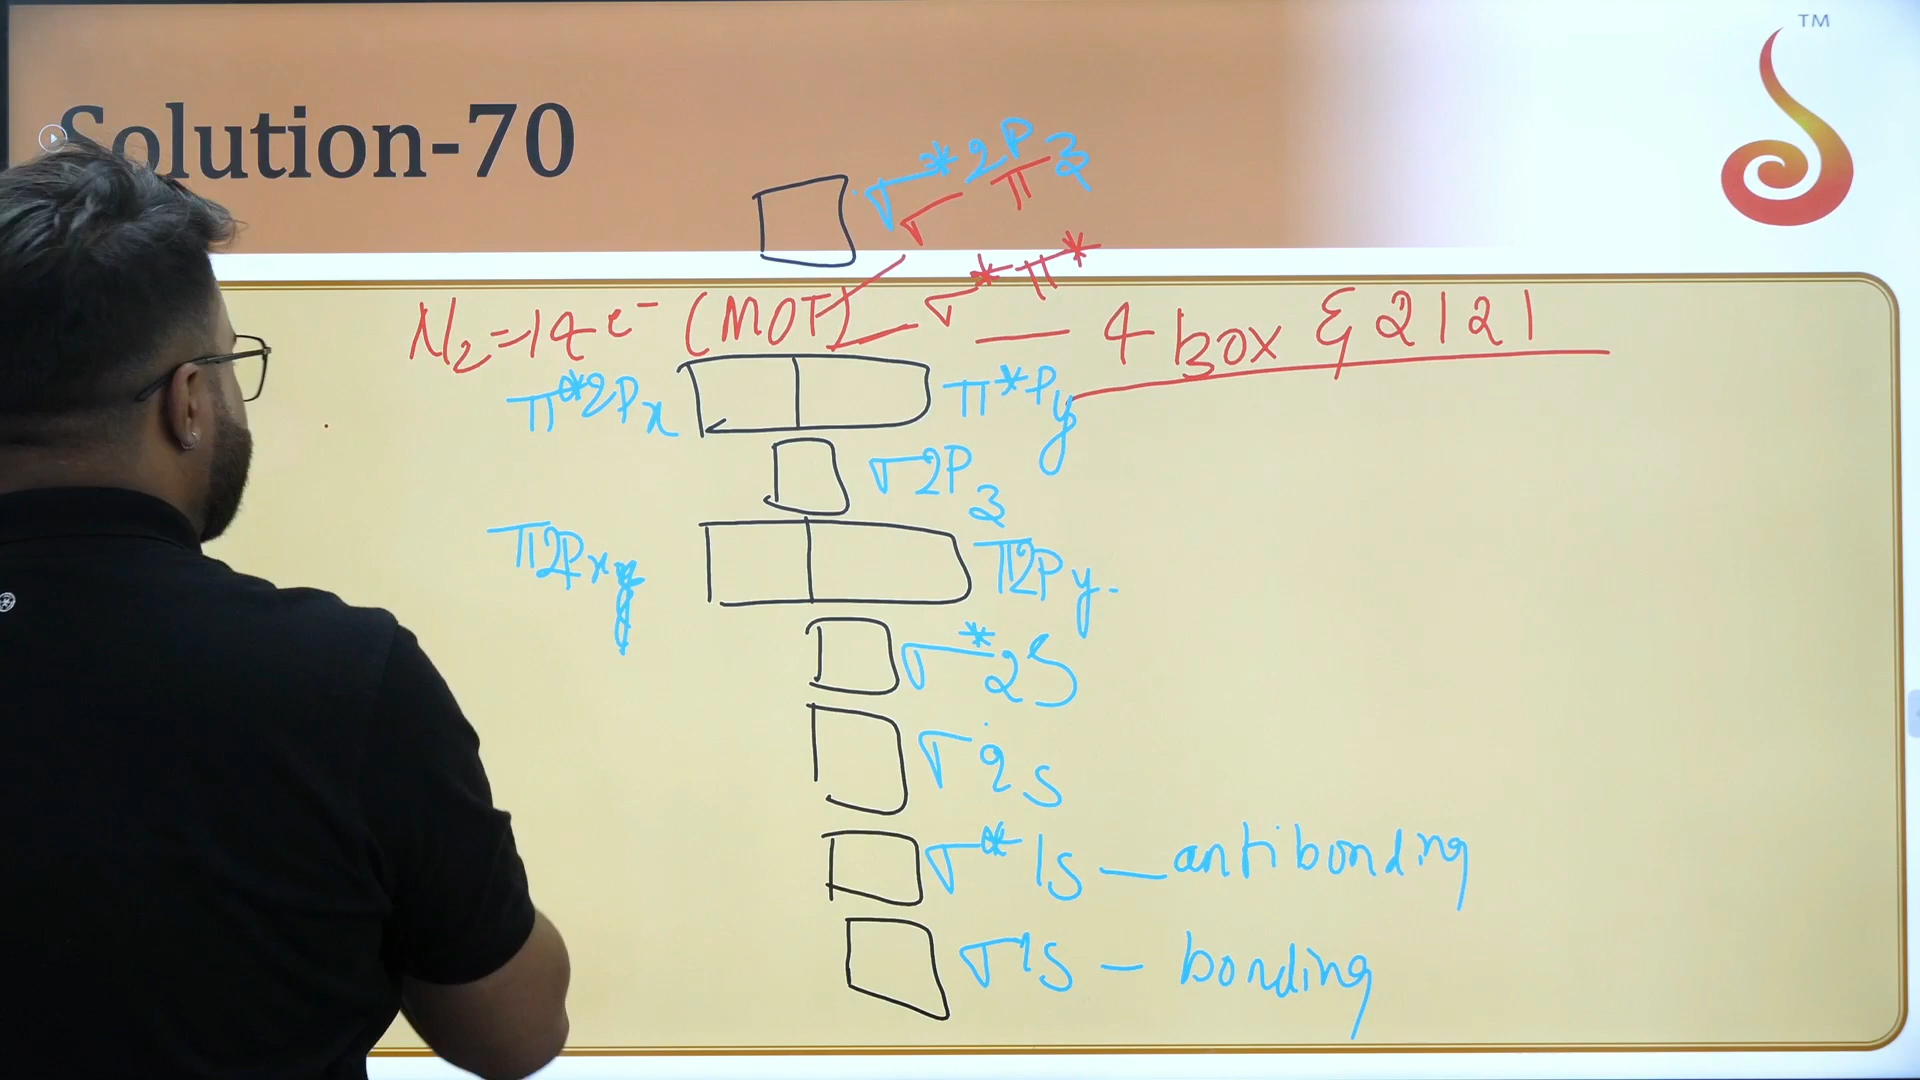 TM
Solution-70
σ* 2Pz
σ π
σ* π*
N2 = 14e⁻ (MOT) — 4 box & 2121
π*2Px π*Py
σ2Pz
π2Px π2Py.
σ*2S
σ2s
σ*1s — antibonding
σ1s — bonding